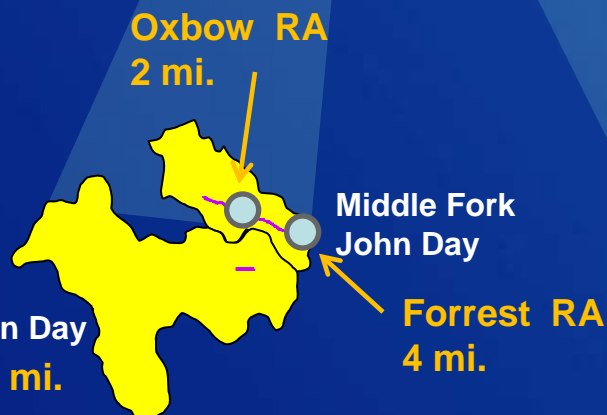 Oxbow RA
2 mi.
Middle Fork
John Day
Forrest RA
4 mi.
n Day
mi.